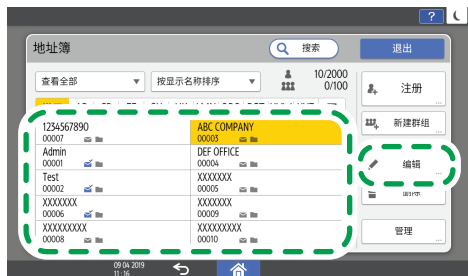 ?
地址簿
搜索
退出
查看全部
按显示名称排序
10/2000
0/100
注册
...
新建群组
...
编辑
...
管理
...
1234567890
00007
ABC COMPANY
00003
Admin
00001
DEF OFFICE
00004
Test
00002
XXXXXXX
00005
XXXXXXX
00006
XXXXXXX
00009
XXXXXXXXX
00008
XXXXXXXXX
00010
09 04 2019
11:16